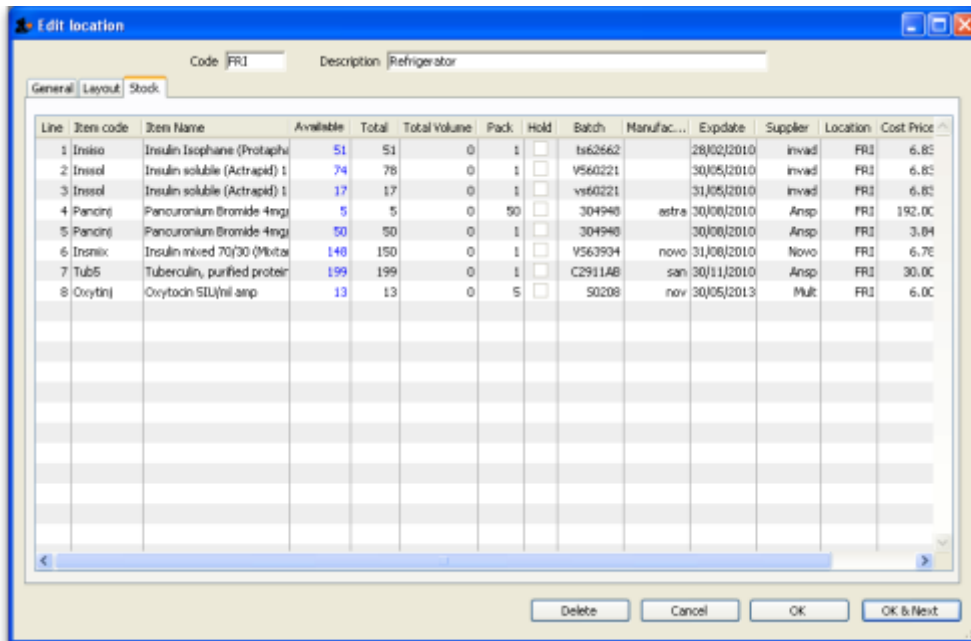 Edit location
Code FRI Description Refrigerator
General Layout Stock
Line Item code Item Name Available Total Total Volume Pack Hold Batch Manufac... Expdate Supplier Location Cost Price
1 Insiso Insulin Isophane (Protapha 51 51 0 1 ts62662 28/02/2010 invad FRI 6.83
2 Inssol Insulin soluble (Actrapid) 1 74 78 0 1 V560221 30/05/2010 invad FRI 6.83
3 Inssol Insulin soluble (Actrapid) 1 17 17 0 1 vs60221 31/05/2010 invad FRI 6.83
4 Pancinj Pancuronium Bromide 4mg/ 5 5 0 50 304948 astra 30/08/2010 Ansp FRI 192.00
5 Pancinj Pancuronium Bromide 4mg/ 50 50 0 1 304948 30/08/2010 Ansp FRI 3.84
6 Insmix Insulin mixed 70/30 (Mixtar 148 150 0 1 V563934 novo 31/08/2010 Novo FRI 6.78
7 Tub5 Tuberculin, purified protein 199 199 0 1 C2911AB san 30/11/2010 Ansp FRI 30.00
8 Oxytinj Oxytocin 5IU/ml amp 13 13 0 5 S0208 nov 30/05/2013 Mult FRI 6.00
Delete Cancel OK OK & Next